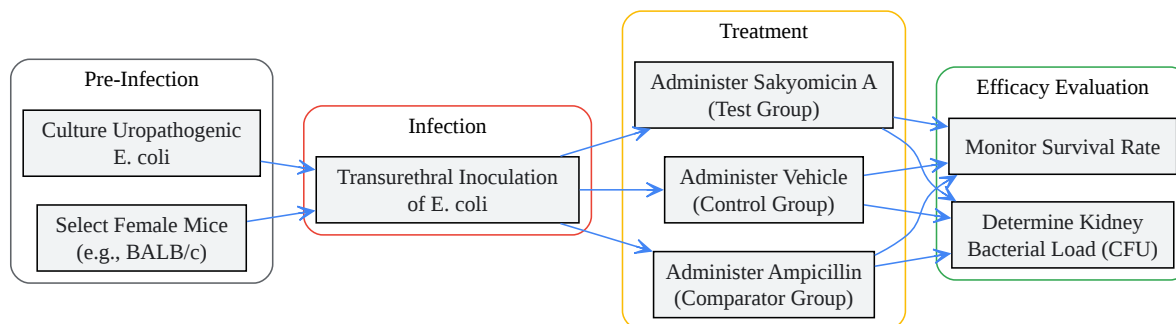 Pre-Infection
Culture Uropathogenic
E. coli
Select Female Mice
(e.g., BALB/c)
Infection
Transurethral Inoculation
of E. coli
Treatment
Administer Sakyomicin A
(Test Group)
Administer Vehicle
(Control Group)
Administer Ampicillin
(Comparator Group)
Efficacy Evaluation
Monitor Survival Rate
Determine Kidney
Bacterial Load (CFU)